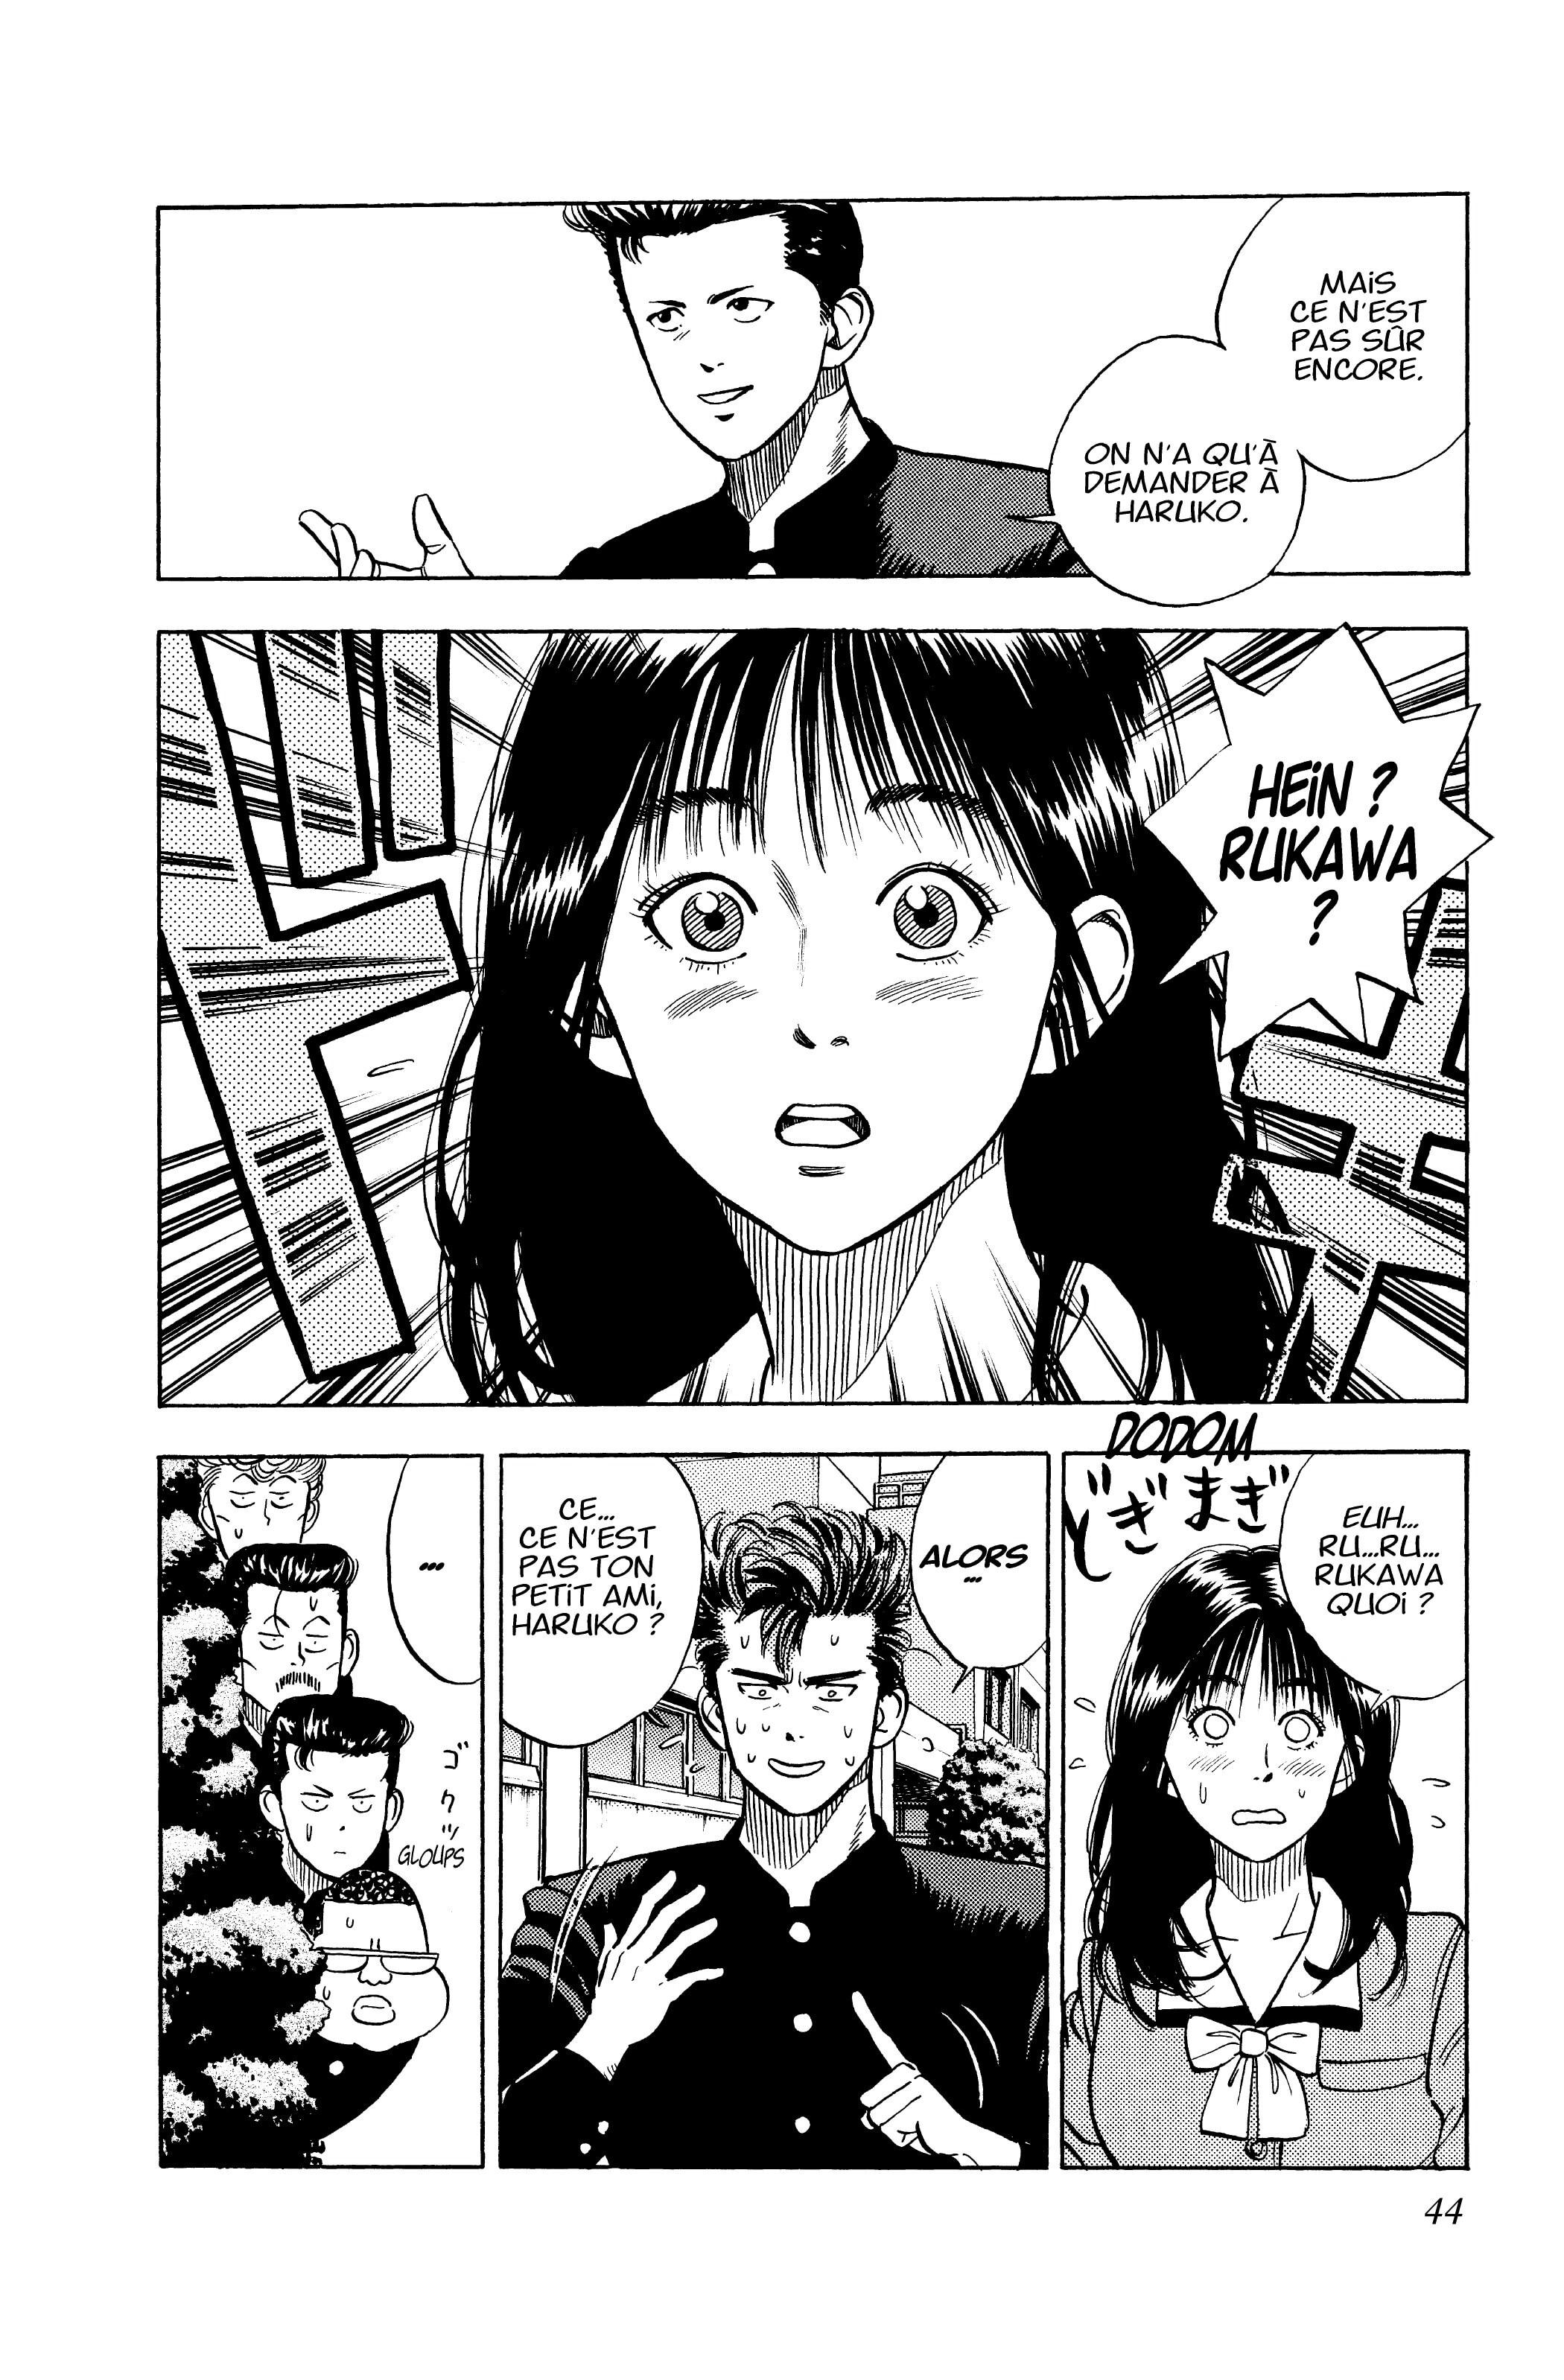 MAIS
CE N'EST
PAS SÛR
ENCORE.
ON N'A QU'À
DEMANDER À
HARUKO.
HEIN ?
RUKAWA
?
DODOM
どぎまぎ
EUH...
RU...RU...
RUKAWA
QUOI ?
ALORS
...
CE...
CE N'EST
PAS TON
PETIT AMI,
HARUKO ?
...
ゴクッ
GLOUPS
44